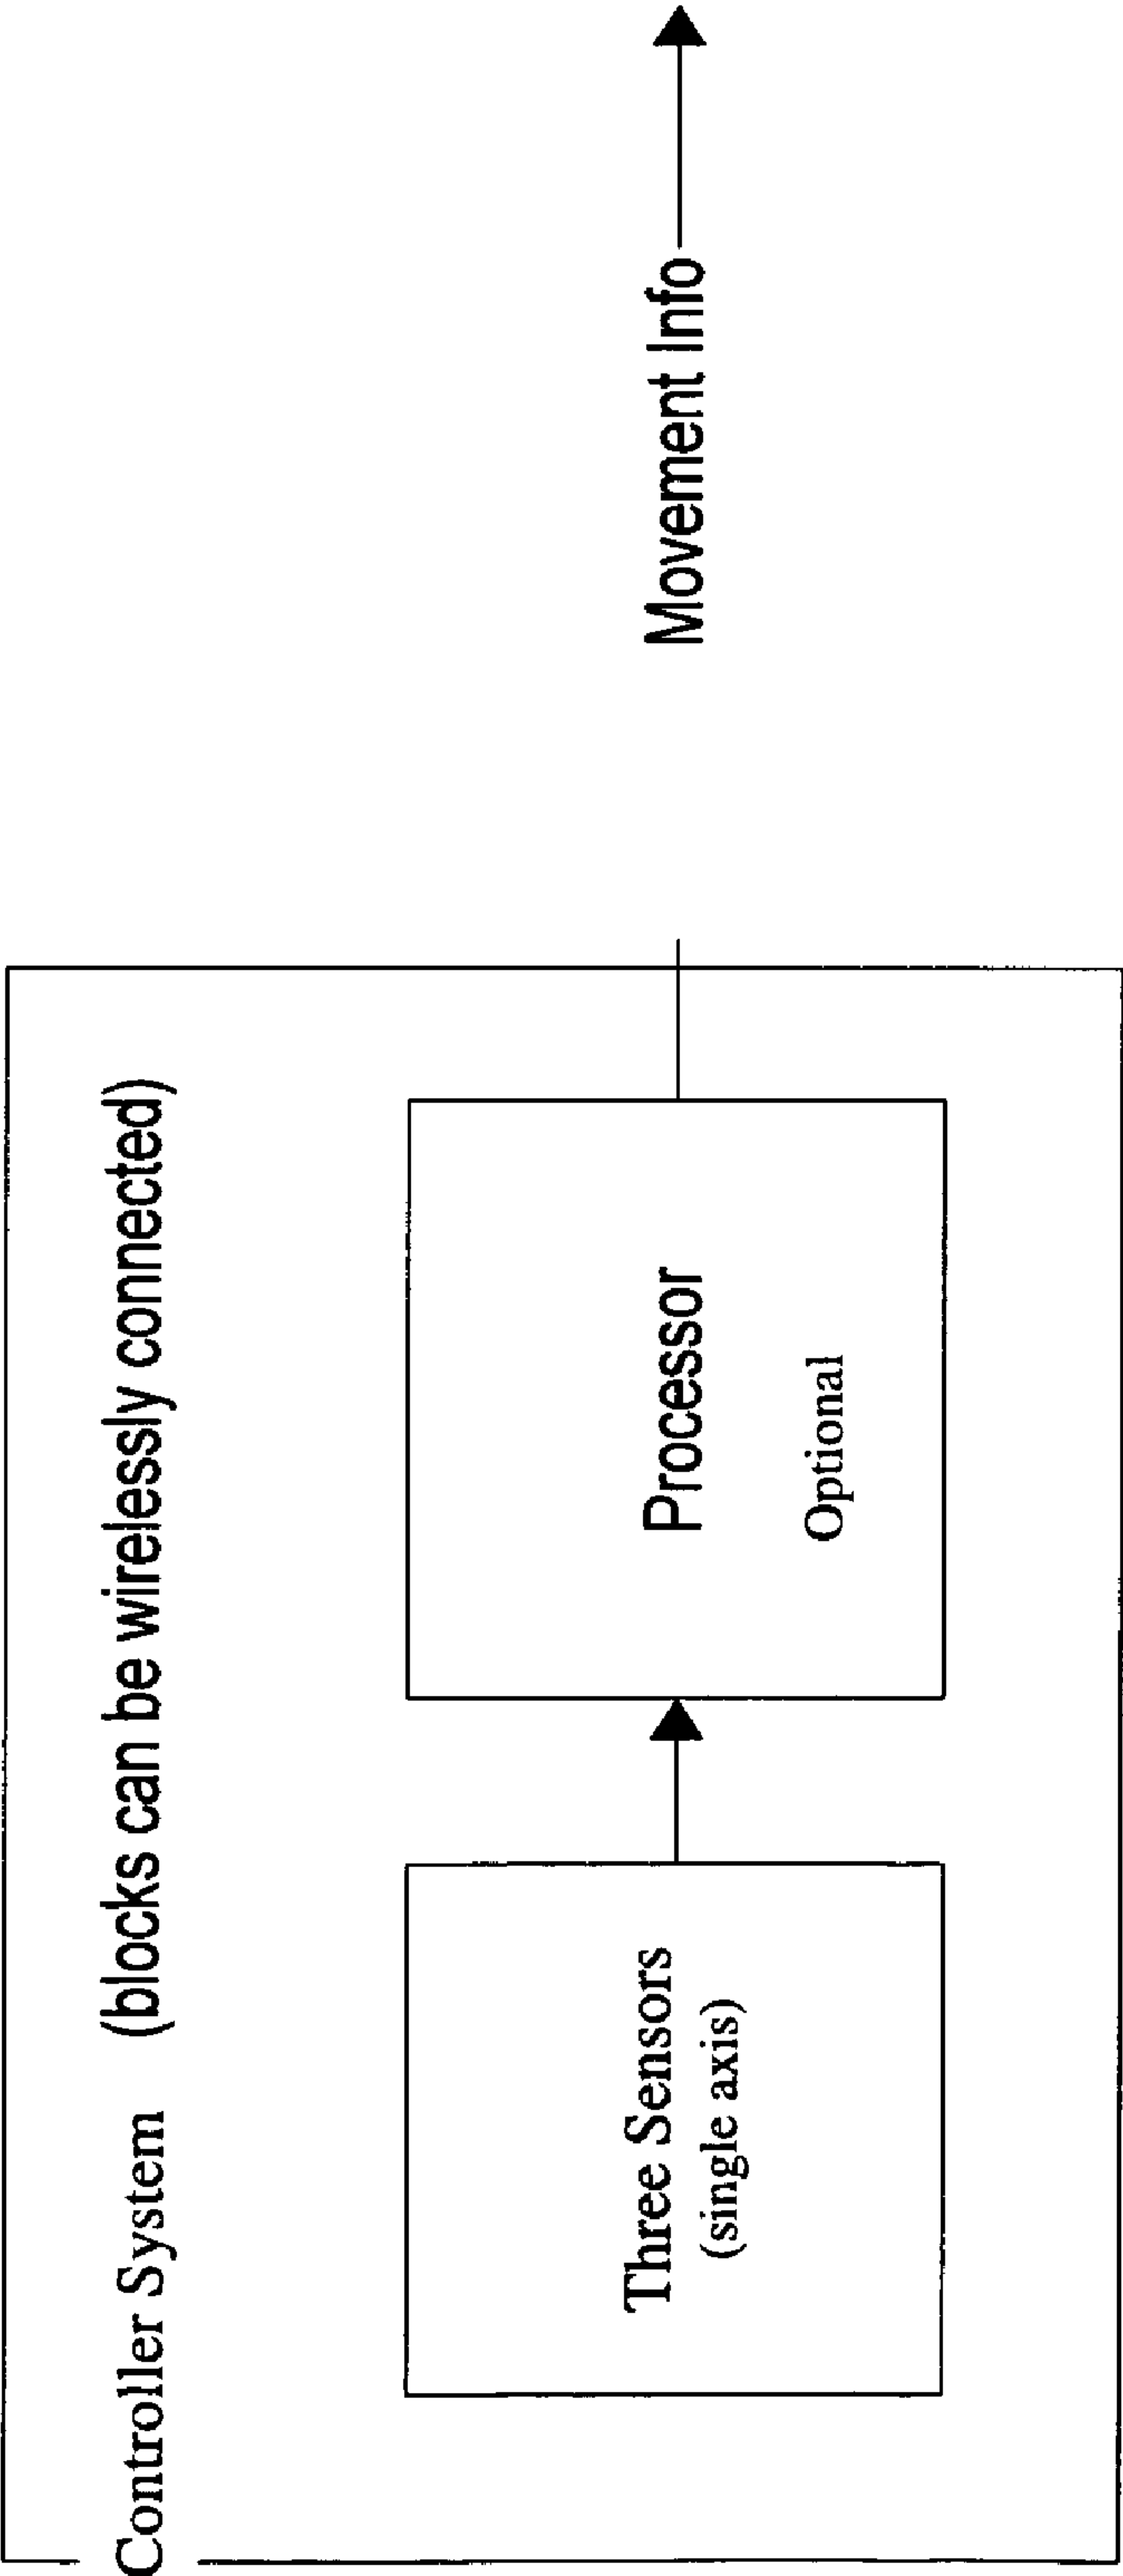 Controller System (blocks can be wirelessly connected)
Three Sensors
(single axis)
Processor
Optional
Movement Info